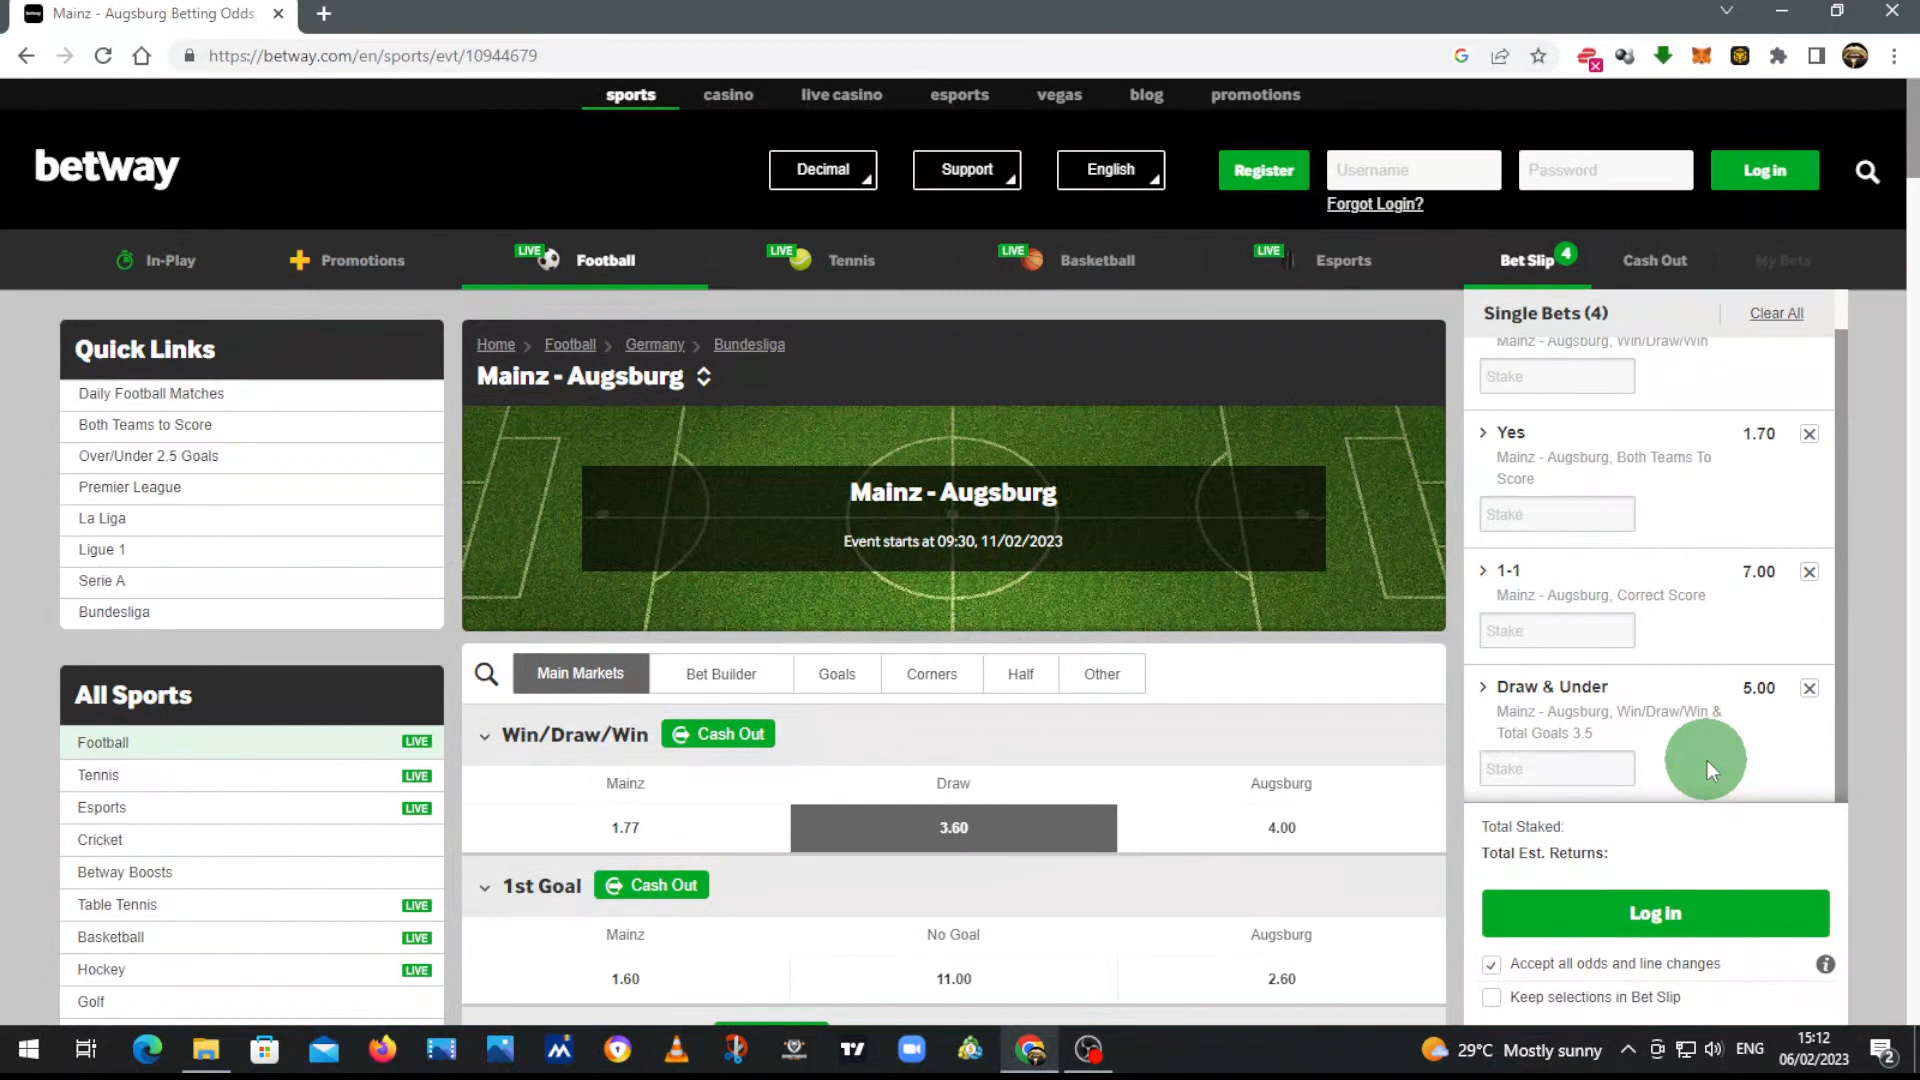 betway Mainz - Augsburg Betting Odds
https://betway.com/en/sports/evt/10944679
sports casino live casino esports vegas blog promotions
betway
Decimal Support English Register Username Password Log in
Forgot Login?
In-Play Promotions LIVE Football LIVE Tennis LIVE Basketball LIVE Esports Bet Slip 4 Cash Out My Bets
Quick Links
Daily Football Matches
Both Teams to Score
Over/Under 2.5 Goals
Premier League
La Liga
Ligue 1
Serie A
Bundesliga
All Sports
Football LIVE
Tennis LIVE
Esports LIVE
Cricket
Betway Boosts
Table Tennis LIVE
Basketball LIVE
Hockey LIVE
Golf
Home > Football > Germany > Bundesliga
Mainz - Augsburg
Mainz - Augsburg
Event starts at 09:30, 11/02/2023
Main Markets Bet Builder Goals Corners Half Other
Win/Draw/Win Cash Out
Mainz Draw Augsburg
1.77 3.60 4.00
1st Goal Cash Out
Mainz No Goal Augsburg
1.60 11.00 2.60
Single Bets (4) Clear All
Mainz - Augsburg, Win/Draw/Win
Stake
Yes 1.70
Mainz - Augsburg, Both Teams To
Score
Stake
1-1 7.00
Mainz - Augsburg, Correct Score
Stake
Draw & Under 5.00
Mainz - Augsburg, Win/Draw/Win &
Total Goals 3.5
Stake
Total Staked:
Total Est. Returns:
Log In
Accept all odds and line changes
Keep selections in Bet Slip
29°C Mostly sunny ENG 15:12
06/02/2023 2